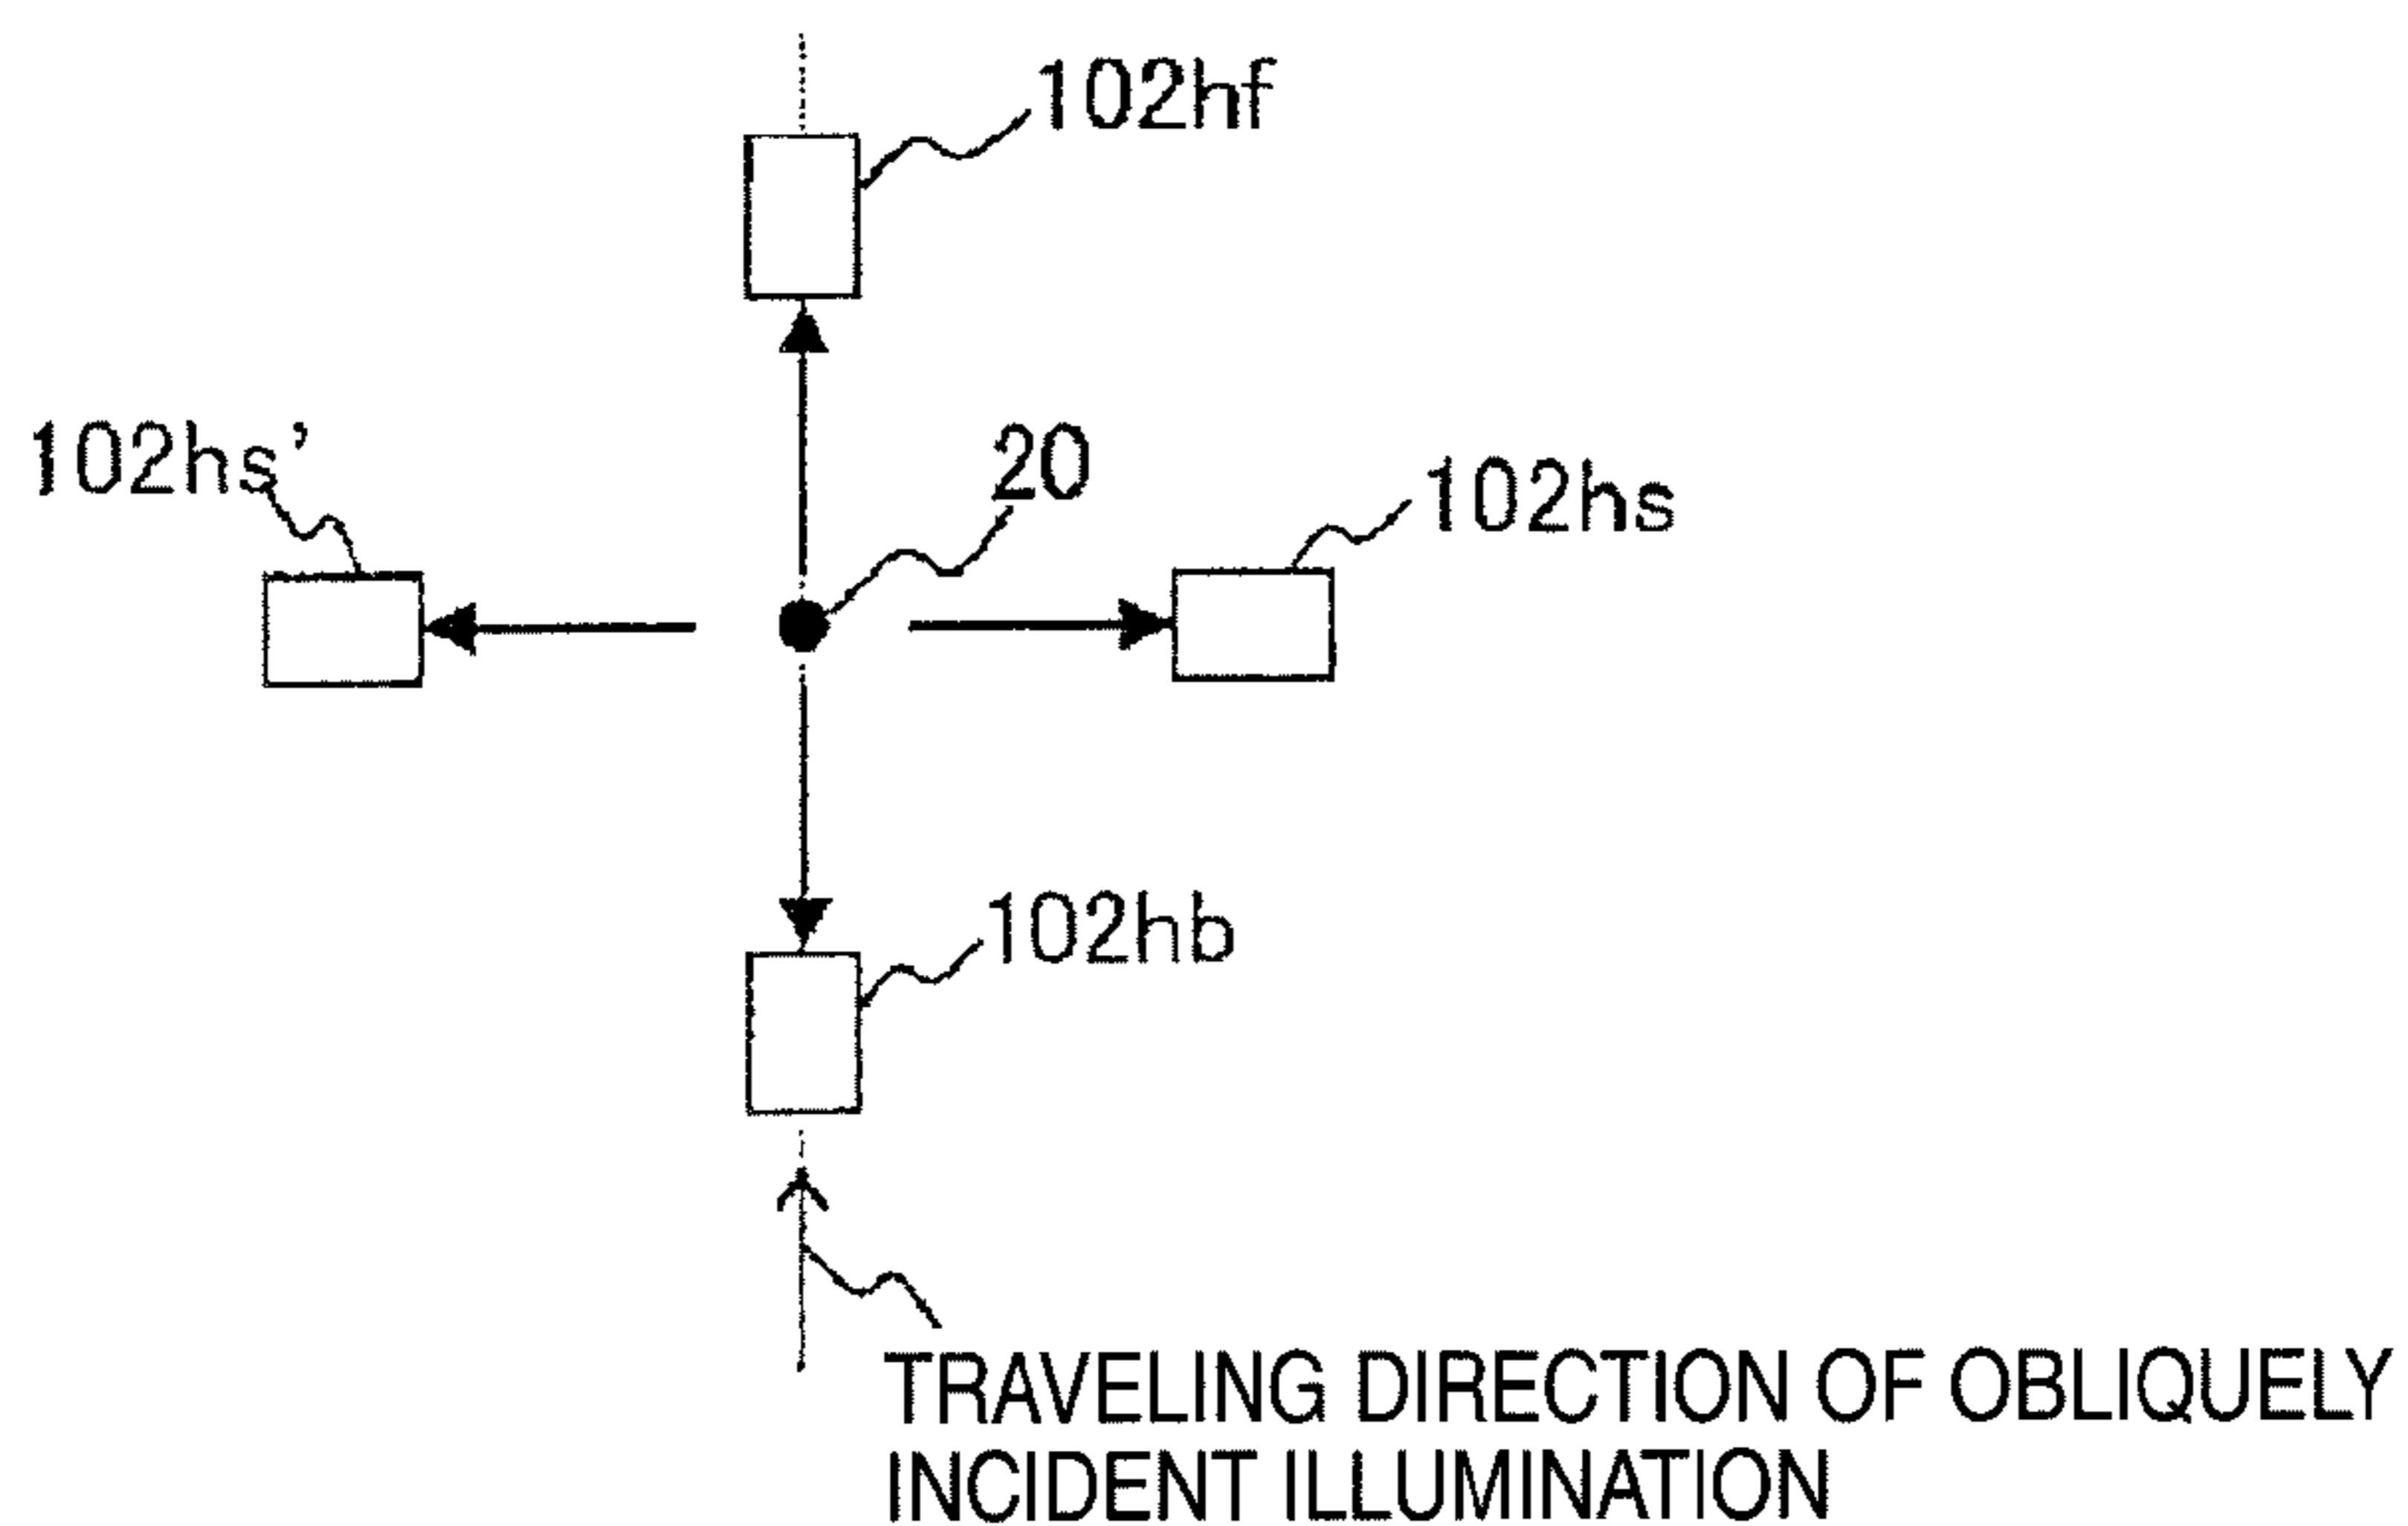 102hf
102hs’
20
102hs
102hb
TRAVELING DIRECTION OF OBLIQUELY
INCIDENT ILLUMINATION